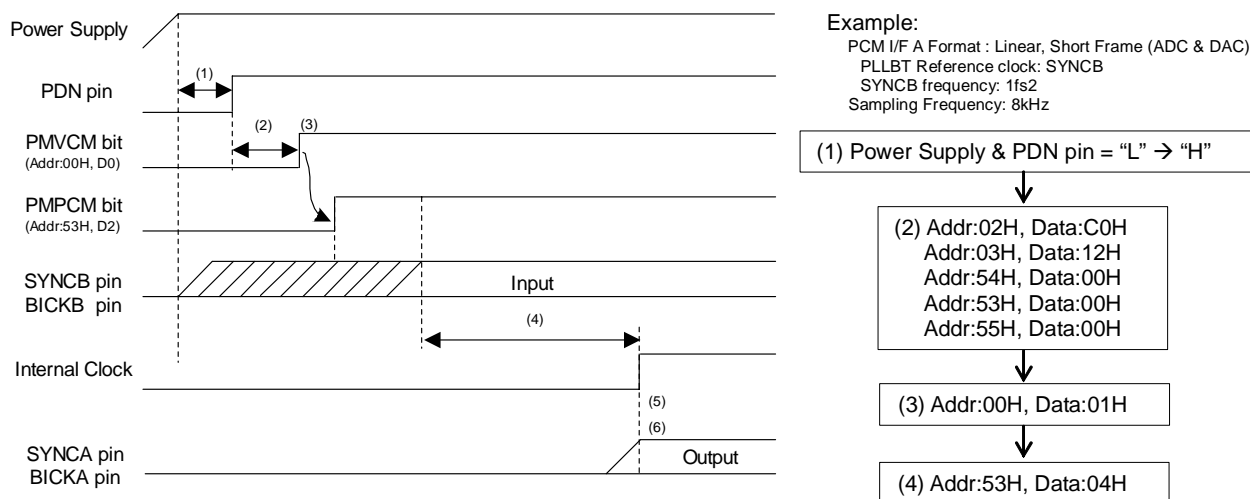 Power Supply
(1)
PDN pin
(2)
(3)
PMVCM bit
(Addr:00H, D0)
PMPCM bit
(Addr:53H, D2)
SYNCB pin
BICKB pin
Input
(4)
Internal Clock
(5)
(6)
SYNCA pin
BICKA pin
Output
Example:
PCM I/F A Format : Linear, Short Frame (ADC & DAC)
PLLBT Reference clock: SYNCB
SYNCB frequency: 1fs2
Sampling Frequency: 8kHz
(1) Power Supply & PDN pin = “L” → “H”
(2) Addr:02H, Data:C0H
Addr:03H, Data:12H
Addr:54H, Data:00H
Addr:53H, Data:00H
Addr:55H, Data:00H
(3) Addr:00H, Data:01H
(4) Addr:53H, Data:04H